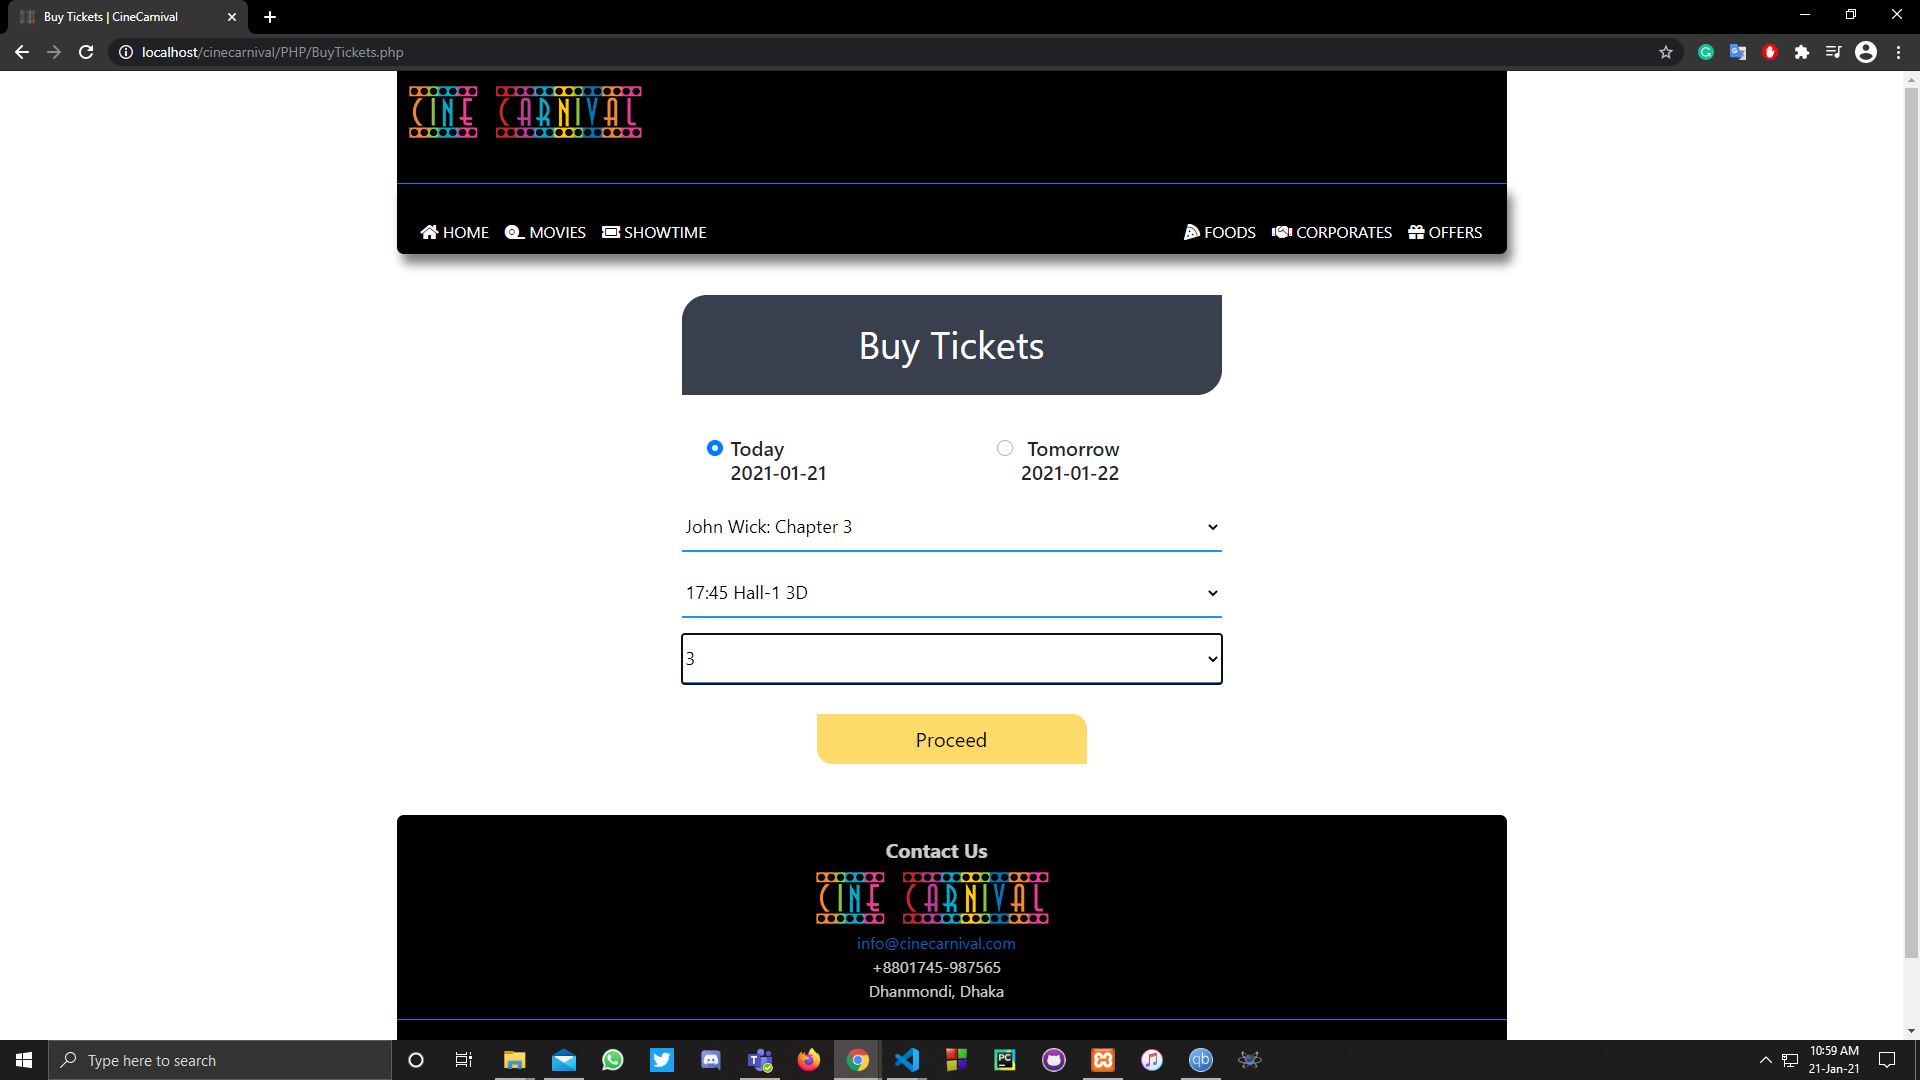 Buy Tickets | CineCarnival
localhost/cinecarnival/PHP/BuyTickets.php
CINE CARNIVAL
HOME MOVIES SHOWTIME FOODS CORPORATES OFFERS
Buy Tickets
Today Tomorrow
2021-01-21 2021-01-22
John Wick: Chapter 3
17:45 Hall-1 3D
3
Proceed
Contact Us
CINE CARNIVAL
info@cinecarnival.com
+8801745-987565
Dhanmondi, Dhaka
Type here to search
PC
qb
10:59 AM
21-Jan-21